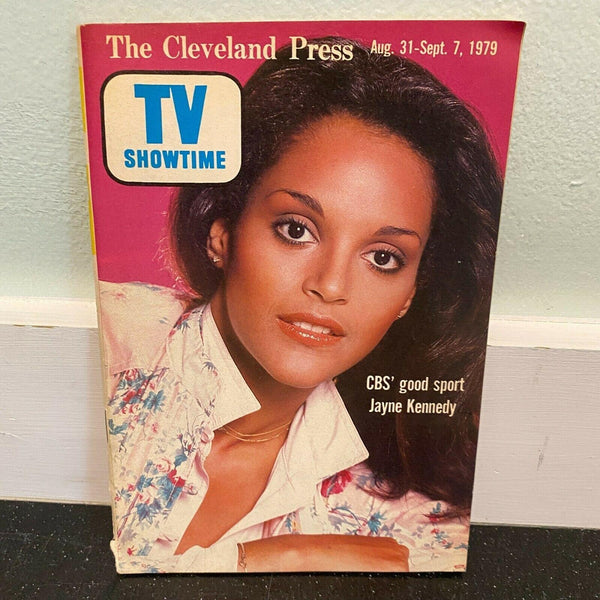 The Cleveland Press Aug. 31-Sept. 7, 1979
TV
SHOWTIME
CBS' good sport
Jayne Kennedy